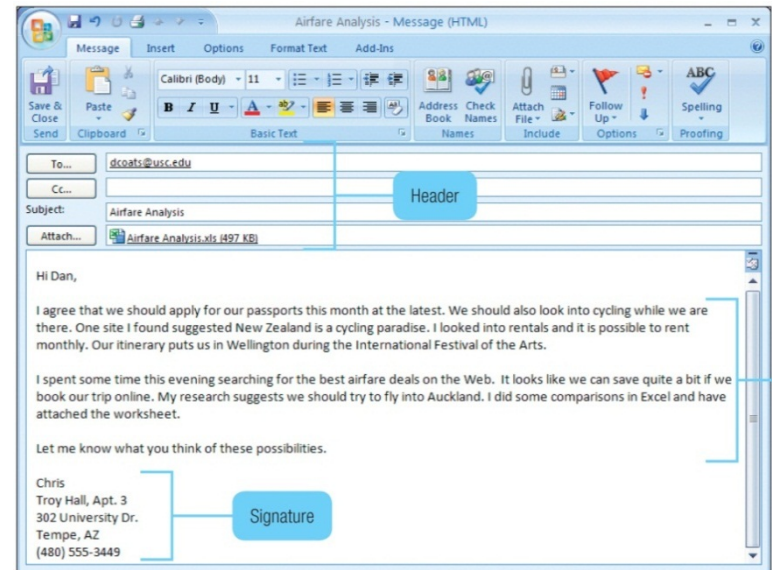 Airfare Analysis - Message (HTML)
Message Insert Options Format Text Add-Ins
Calibri (Body) 11
ABC
Save & Close Paste B I U A ab Address Book Check Names Attach File Follow Up Spelling
Send Clipboard Basic Text Names Include Options Proofing
To... dcoats@usc.edu
Cc...
Header
Subject: Airfare Analysis
Attach... Airfare Analysis.xls (497 KB)
Hi Dan,
I agree that we should apply for our passports this month at the latest. We should also look into cycling while we are
there. One site I found suggested New Zealand is a cycling paradise. I looked into rentals and it is possible to rent
monthly. Our itinerary puts us in Wellington during the International Festival of the Arts.
I spent some time this evening searching for the best airfare deals on the Web. It looks like we can save quite a bit if we
book our trip online. My research suggests we should try to fly into Auckland. I did some comparisons in Excel and have
attached the worksheet.
Let me know what you think of these possibilities.
Chris
Troy Hall, Apt. 3
302 University Dr.
Signature
Tempe, AZ
(480) 555-3449